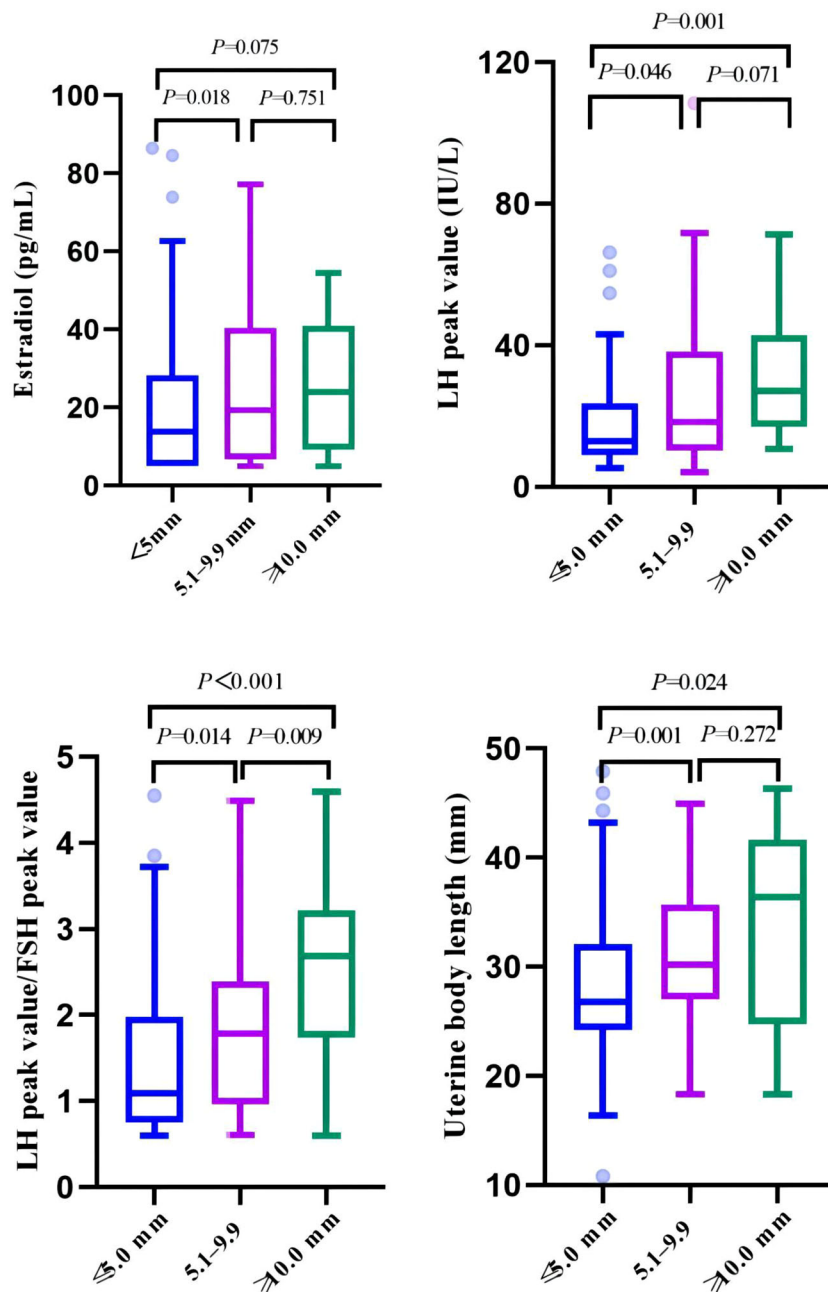 P=0.075
P=0.018
P=0.751
Estradiol (pg/mL)
100
80
60
40
20
0
<5mm
5.1–9.9 mm
⩾10.0 mm
P=0.001
P=0.046
P=0.071
LH peak value (IU/L)
120
80
40
0
⩽5.0 mm
5.1–9.9
⩾10.0 mm
P<0.001
P=0.014
P=0.009
LH peak value/FSH peak value
5
4
3
2
1
0
⩽5.0 mm
5.1–9.9
⩾10.0 mm
P=0.024
P=0.001
P=0.272
Uterine body length (mm)
50
40
30
20
10
⩽5.0 mm
5.1–9.9
⩾10.0 mm